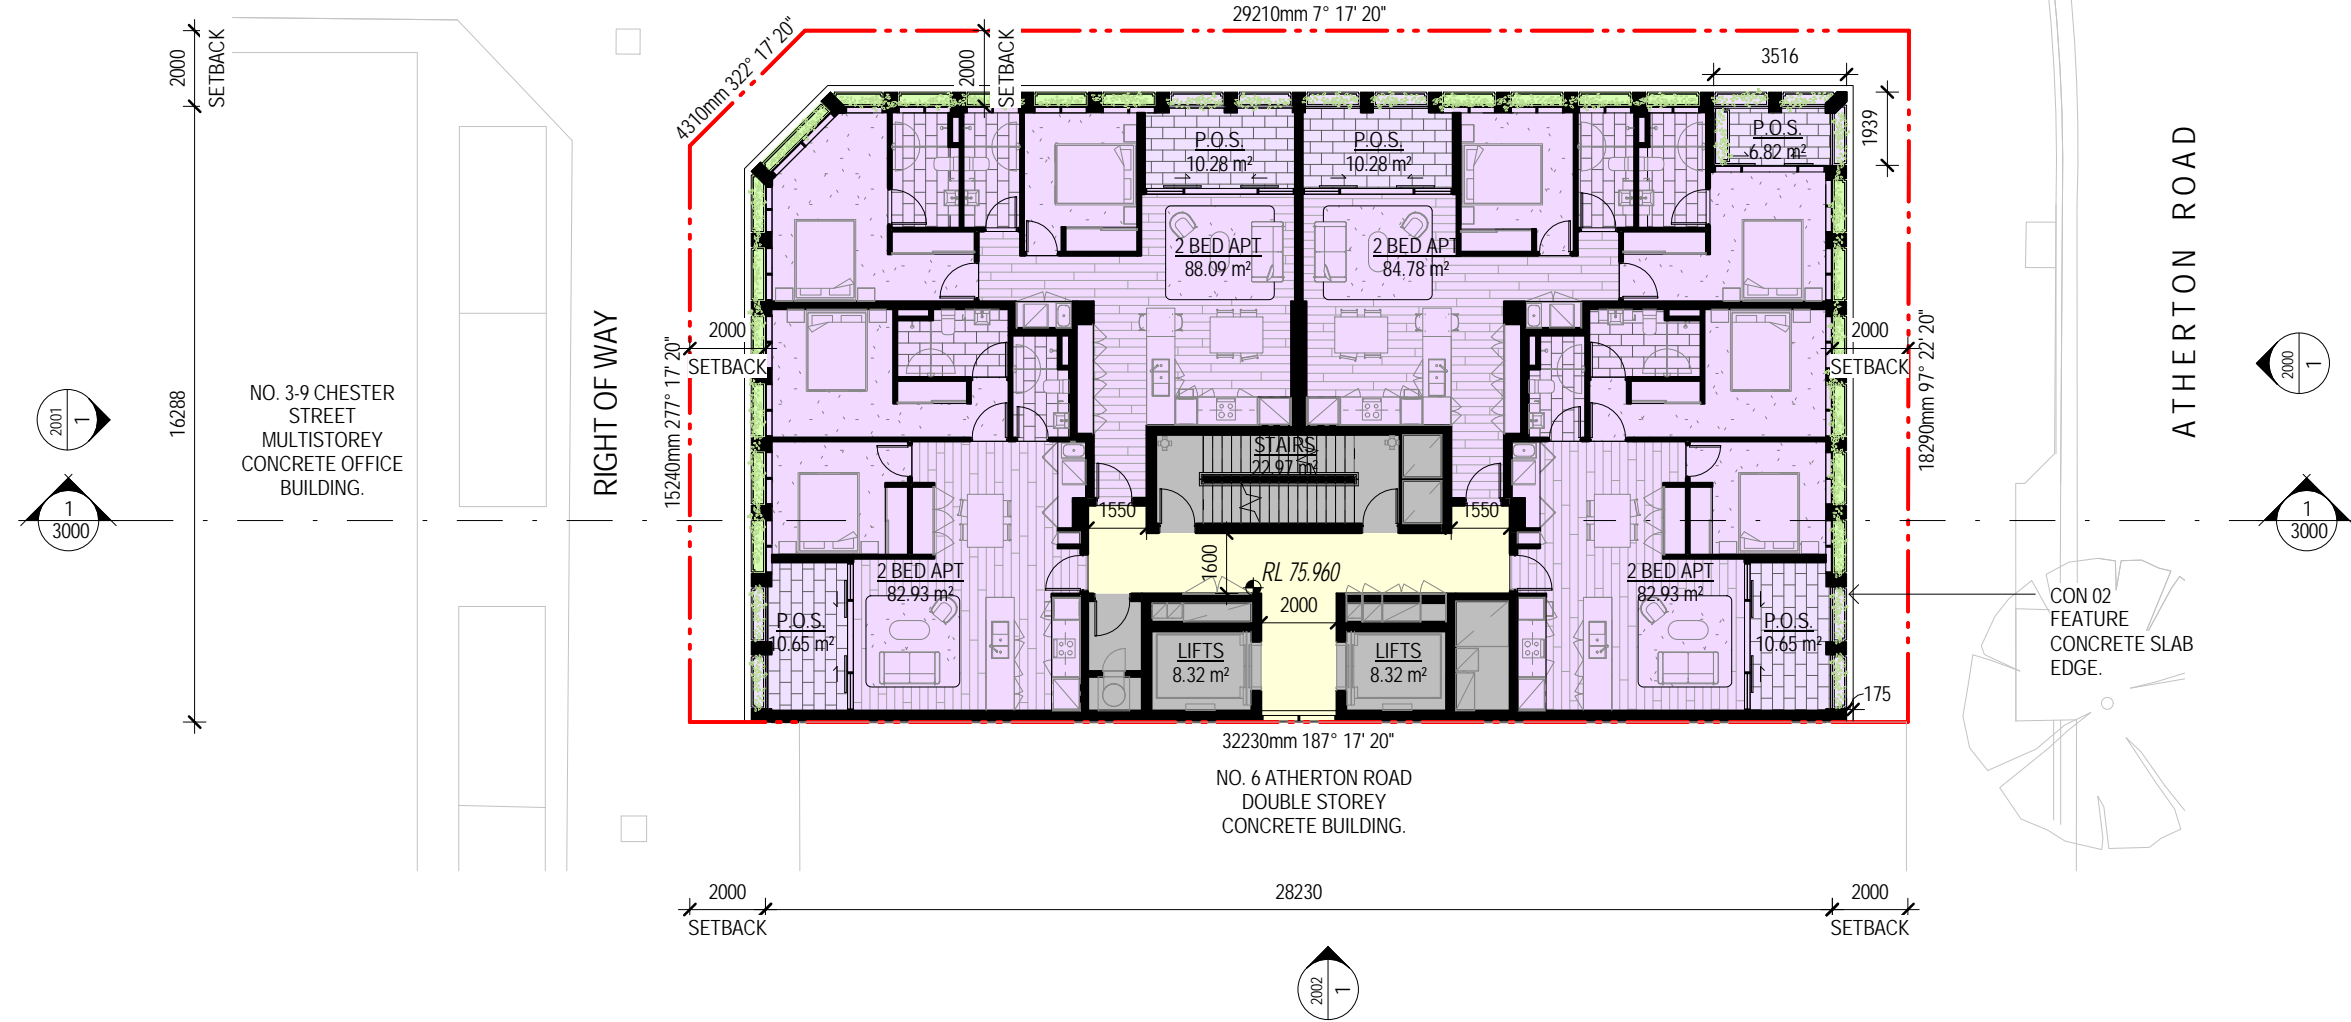 29210mm 7° 17' 20"
4310mm 322° 17' 20"
2000
SETBACK
2000
SETBACK
3516
1939
P.O.S.
10.28 m²
P.O.S.
10.28 m²
P.O.S.
6.82 m²
2 BED APT
88.09 m²
2 BED APT
84.78 m²
ATHERTON ROAD
RIGHT OF WAY
2000
SETBACK
2000
SETBACK
15240mm 277° 17' 20"
18290mm 97° 22' 20"
16288
NO. 3-9 CHESTER
STREET
MULTISTOREY
CONCRETE OFFICE
BUILDING.
2001
1
2000
1
1
3000
1
3000
STAIRS
22.97 m²
1550
1550
1600
RL 75.960
2000
2 BED APT
82.93 m²
2 BED APT
82.93 m²
P.O.S.
10.65 m²
P.O.S.
10.65 m²
LIFTS
8.32 m²
LIFTS
8.32 m²
CON 02
FEATURE
CONCRETE SLAB
EDGE.
175
32230mm 187° 17' 20"
NO. 6 ATHERTON ROAD
DOUBLE STOREY
CONCRETE BUILDING.
2000
SETBACK
28230
2000
SETBACK
2002
1